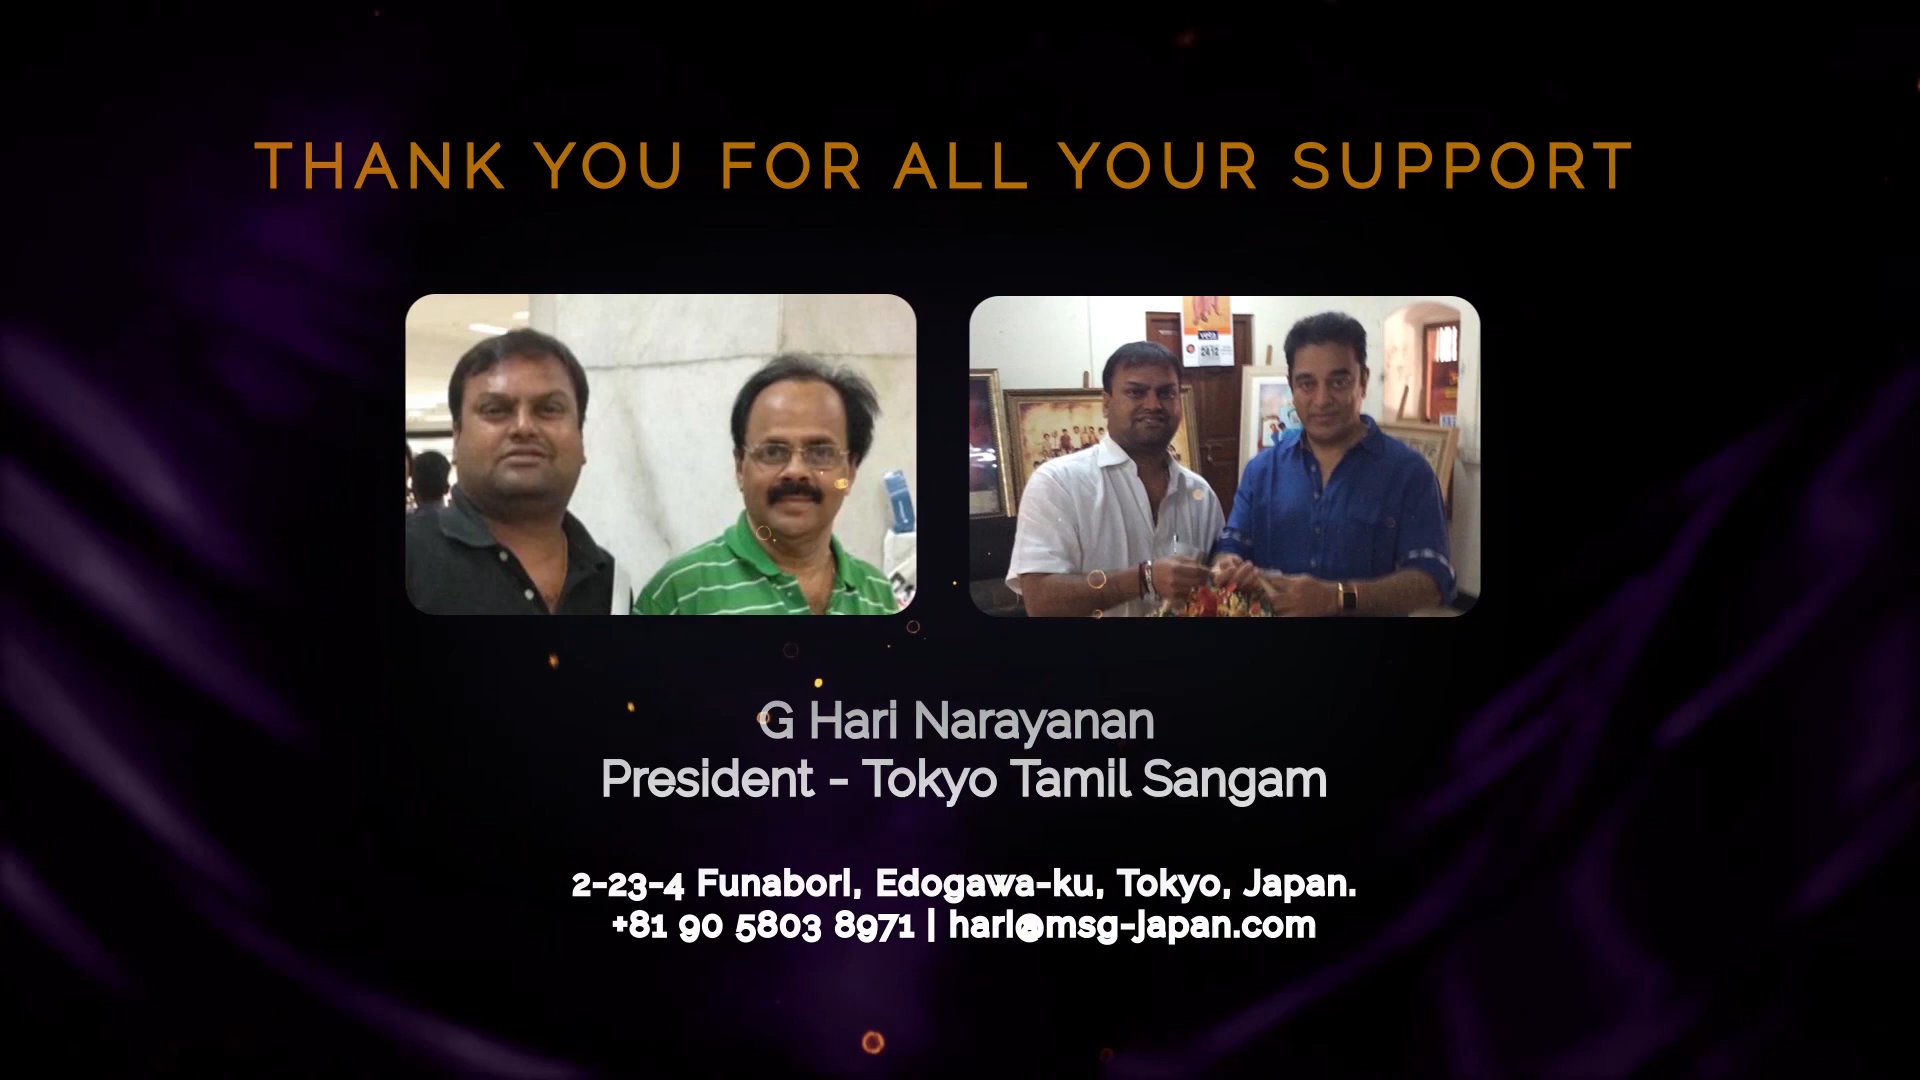 THANK YOU FOR ALL YOUR SUPPORT
G Hari Narayanan
President - Tokyo Tamil Sangam
2-23-4 Funabori, Edogawa-ku, Tokyo, Japan.
+81 90 5803 8971 | hari@msg-japan.com